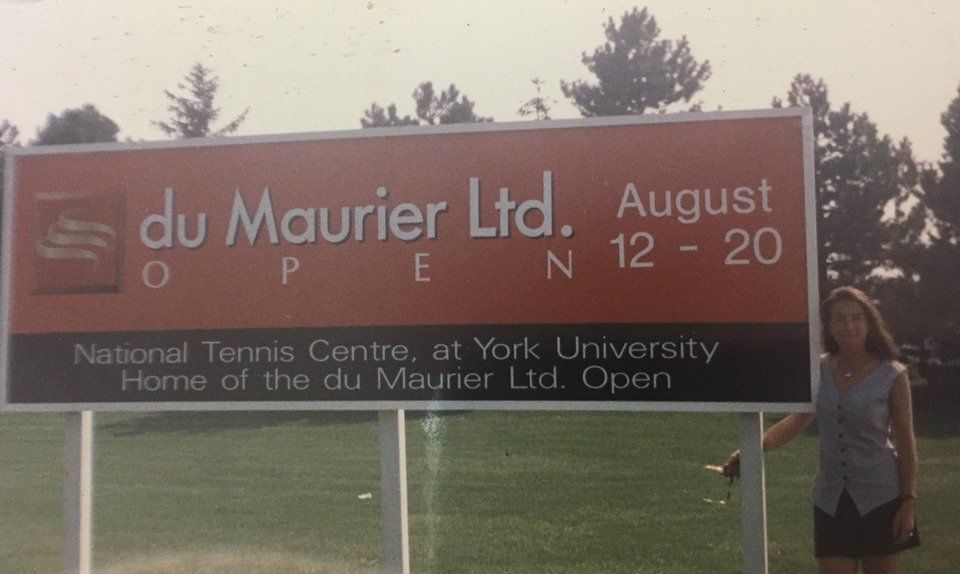 du Maurier Ltd.
OPEN
August
12 - 20
National Tennis Centre, at York University
Home of the du Maurier Ltd. Open